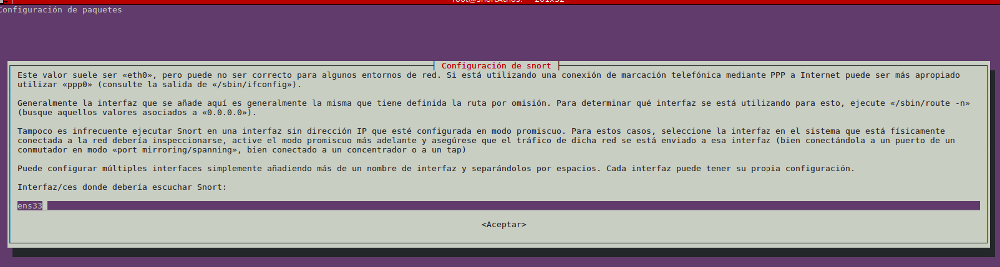 Configuración de paquetes
Configuración de snort
Este valor suele ser «eth0», pero puede no ser correcto para algunos entornos de red. Si está utilizando una conexión de marcación telefónica mediante PPP a Internet puede ser más apropiado
utilizar «ppp0» (consulte la salida de «/sbin/ifconfig»).
Generalmente la interfaz que se añade aquí es generalmente la misma que tiene definida la ruta por omisión. Para determinar qué interfaz se está utilizando para esto, ejecute «/sbin/route -n»
(busque aquellos valores asociados a «0.0.0.0»).
Tampoco es infrecuente ejecutar Snort en una interfaz sin dirección IP que esté configurada en modo promiscuo. Para estos casos, seleccione la interfaz en el sistema que está físicamente
conectada a la red debería inspeccionarse, active el modo promiscuo más adelante y asegúrese que el tráfico de dicha red se está enviado a esa interfaz (bien conectándola a un puerto de un
conmutador en modo «port mirroring/spanning», bien conectado a un concentrador o a un tap)
Puede configurar múltiples interfaces simplemente añadiendo más de un nombre de interfaz y separándolos por espacios. Cada interfaz puede tener su propia configuración.
Interfaz/ces donde debería escuchar Snort:
ens33
<Aceptar>